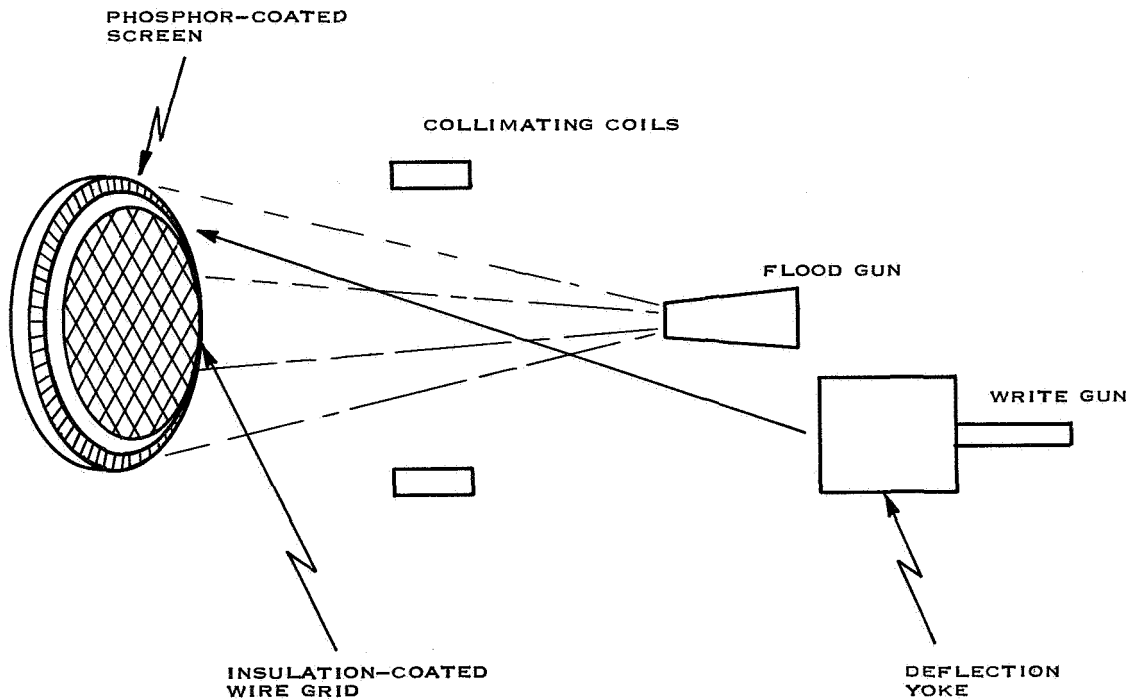 PHOSPHOR-COATED
SCREEN
COLLIMATING COILS
FLOOD GUN
WRITE GUN
INSULATION-COATED
WIRE GRID
DEFLECTION
YOKE